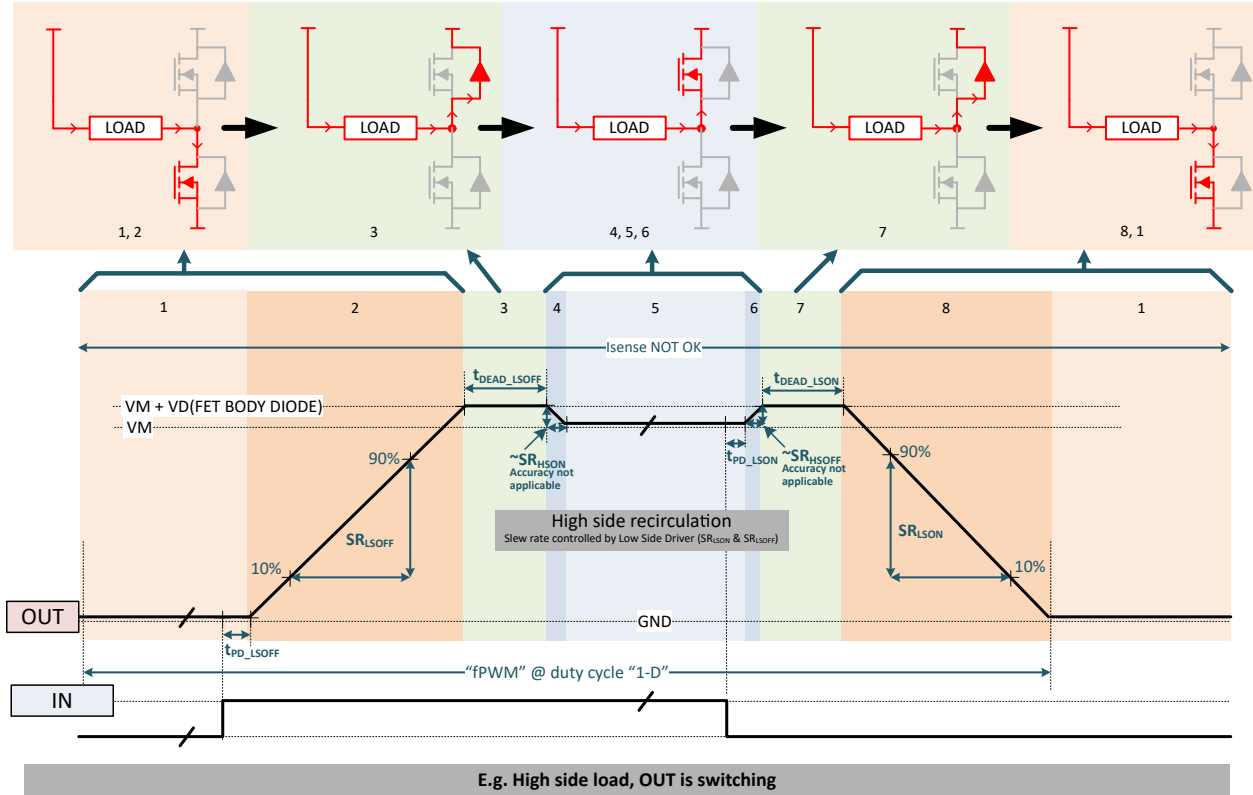 LOAD
LOAD
LOAD
LOAD
LOAD
1, 2
3
4, 5, 6
7
8, 1
1
2
3
4
5
6
7
8
1
Isense NOT OK
tDEAD_LSOFF
tDEAD_LSON
VM + VD(FET BODY DIODE)
VM
~SRHSON
Accuracy not
applicable
tPD_LSON
~SRHSOFF
Accuracy not
applicable
90%
90%
High side recirculation
Slew rate controlled by Low Side Driver (SRLSON & SRLSOFF)
SRLSOFF
SRLSON
10%
10%
OUT
GND
tPD_LSOFF
“fPWM” @ duty cycle “1-D”
IN
E.g. High side load, OUT is switching